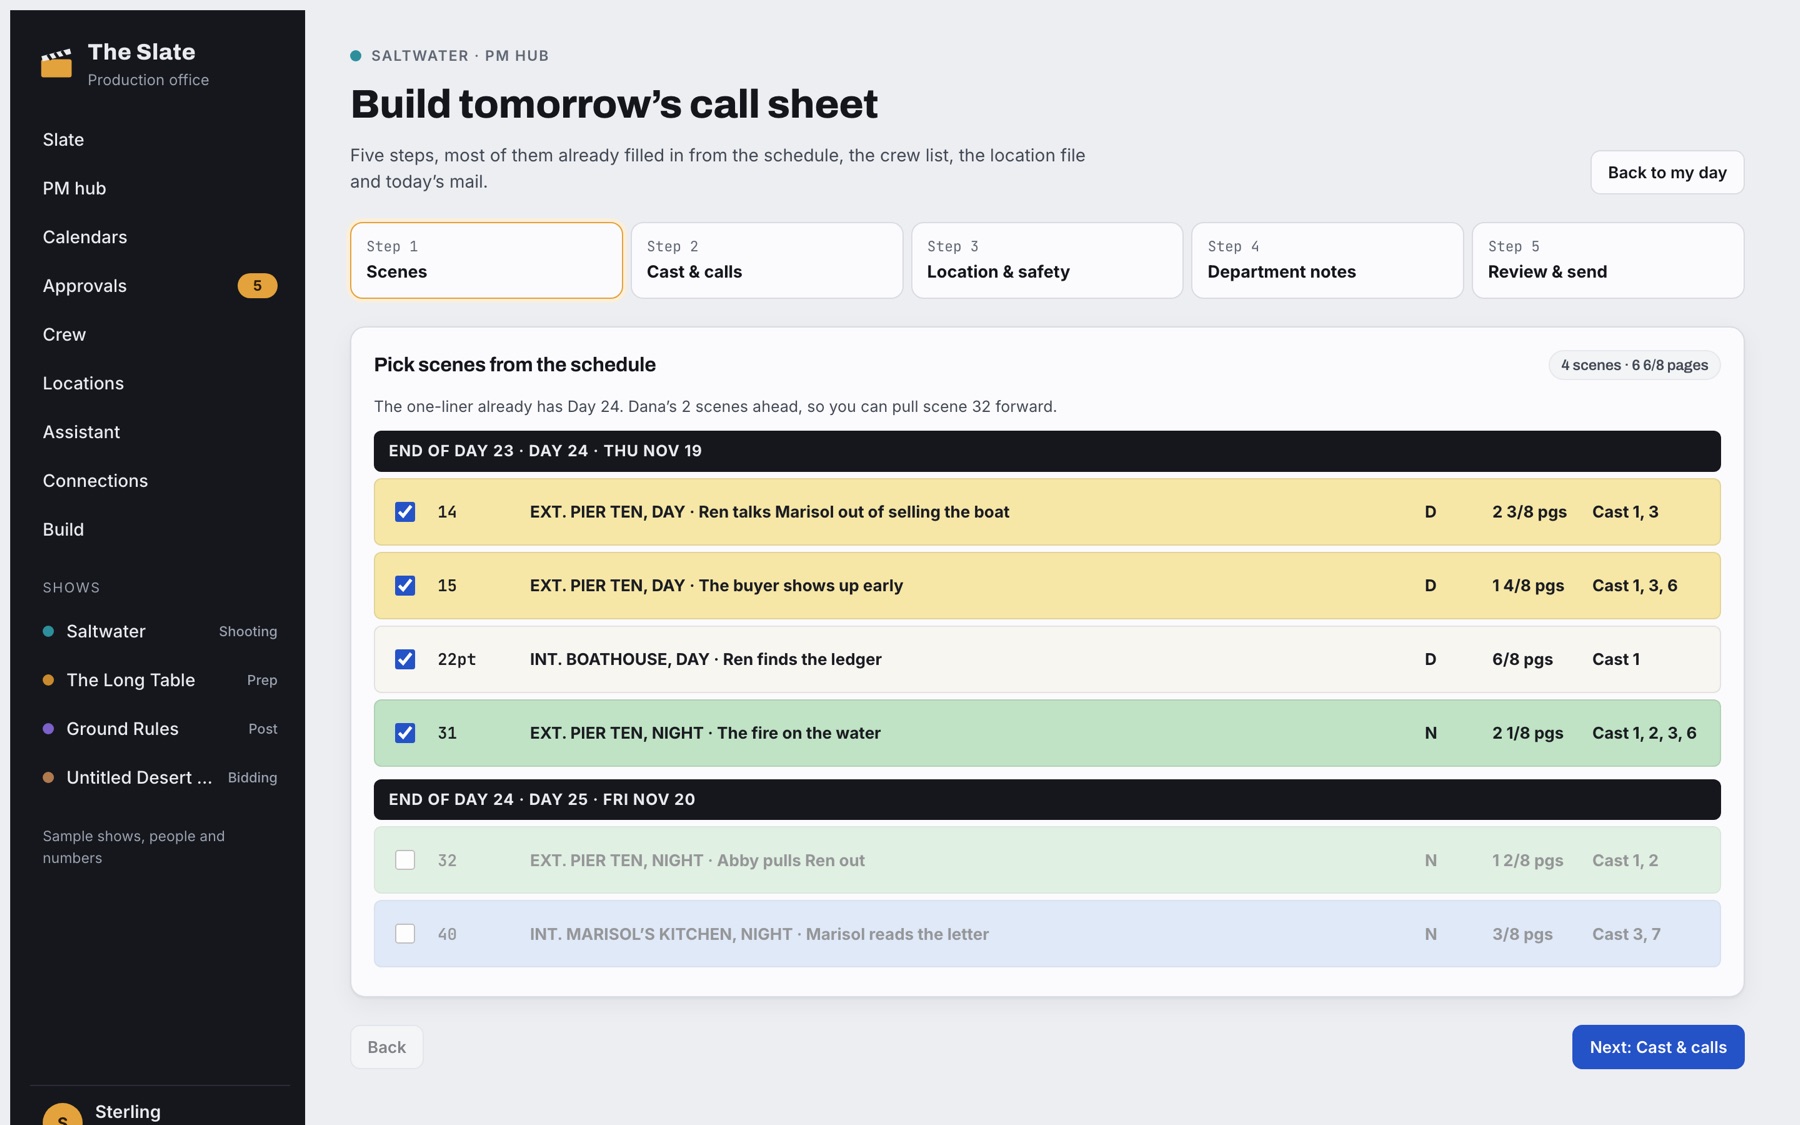 The Slate
Production office
Slate
PM hub
Calendars
Approvals 5
Crew
Locations
Assistant
Connections
Build
SHOWS
Saltwater Shooting
The Long Table Prep
Ground Rules Post
Untitled Desert ... Bidding
Sample shows, people and
numbers
S Sterling
SALTWATER · PM HUB
Build tomorrow’s call sheet
Five steps, most of them already filled in from the schedule, the crew list, the location file
and today’s mail.
Back to my day
Step 1
Scenes
Step 2
Cast & calls
Step 3
Location & safety
Step 4
Department notes
Step 5
Review & send
Pick scenes from the schedule
4 scenes · 6 6/8 pages
The one-liner already has Day 24. Dana’s 2 scenes ahead, so you can pull scene 32 forward.
END OF DAY 23 · DAY 24 · THU NOV 19
14 EXT. PIER TEN, DAY · Ren talks Marisol out of selling the boat D 2 3/8 pgs Cast 1, 3
15 EXT. PIER TEN, DAY · The buyer shows up early D 1 4/8 pgs Cast 1, 3, 6
22pt INT. BOATHOUSE, DAY · Ren finds the ledger D 6/8 pgs Cast 1
31 EXT. PIER TEN, NIGHT · The fire on the water N 2 1/8 pgs Cast 1, 2, 3, 6
END OF DAY 24 · DAY 25 · FRI NOV 20
32 EXT. PIER TEN, NIGHT · Abby pulls Ren out N 1 2/8 pgs Cast 1, 2
40 INT. MARISOL’S KITCHEN, NIGHT · Marisol reads the letter N 3/8 pgs Cast 3, 7
Back
Next: Cast & calls